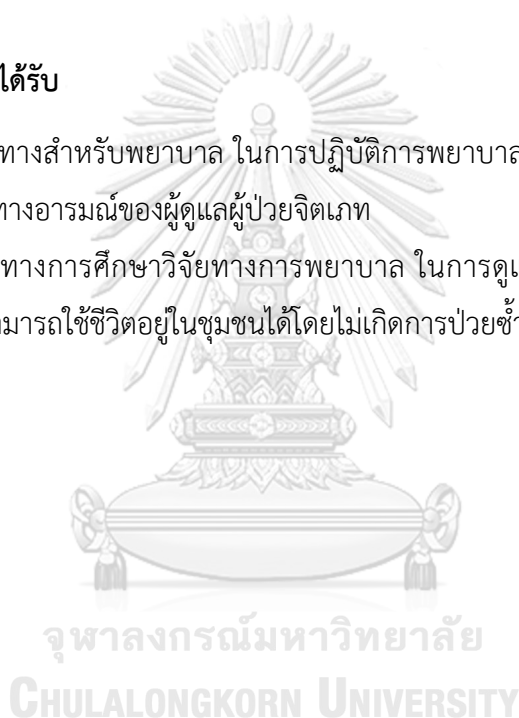 ได้รับ
ทางสำหรับพยาบาล ในการปฏิบัติการพยาบาล
ทางอารมณ์ของผู้ดูแลผู้ป่วยจิตเภท
ทางการศึกษาวิจัยทางการพยาบาล ในการดูแ
ามารถใช้ชีวิตอยู่ในชุมชนได้โดยไม่เกิดการป่วยซ้ำ
จุฬาลงกรณ์มหาวิทยาลัย
CHULALONGKORN UNIVERSITY